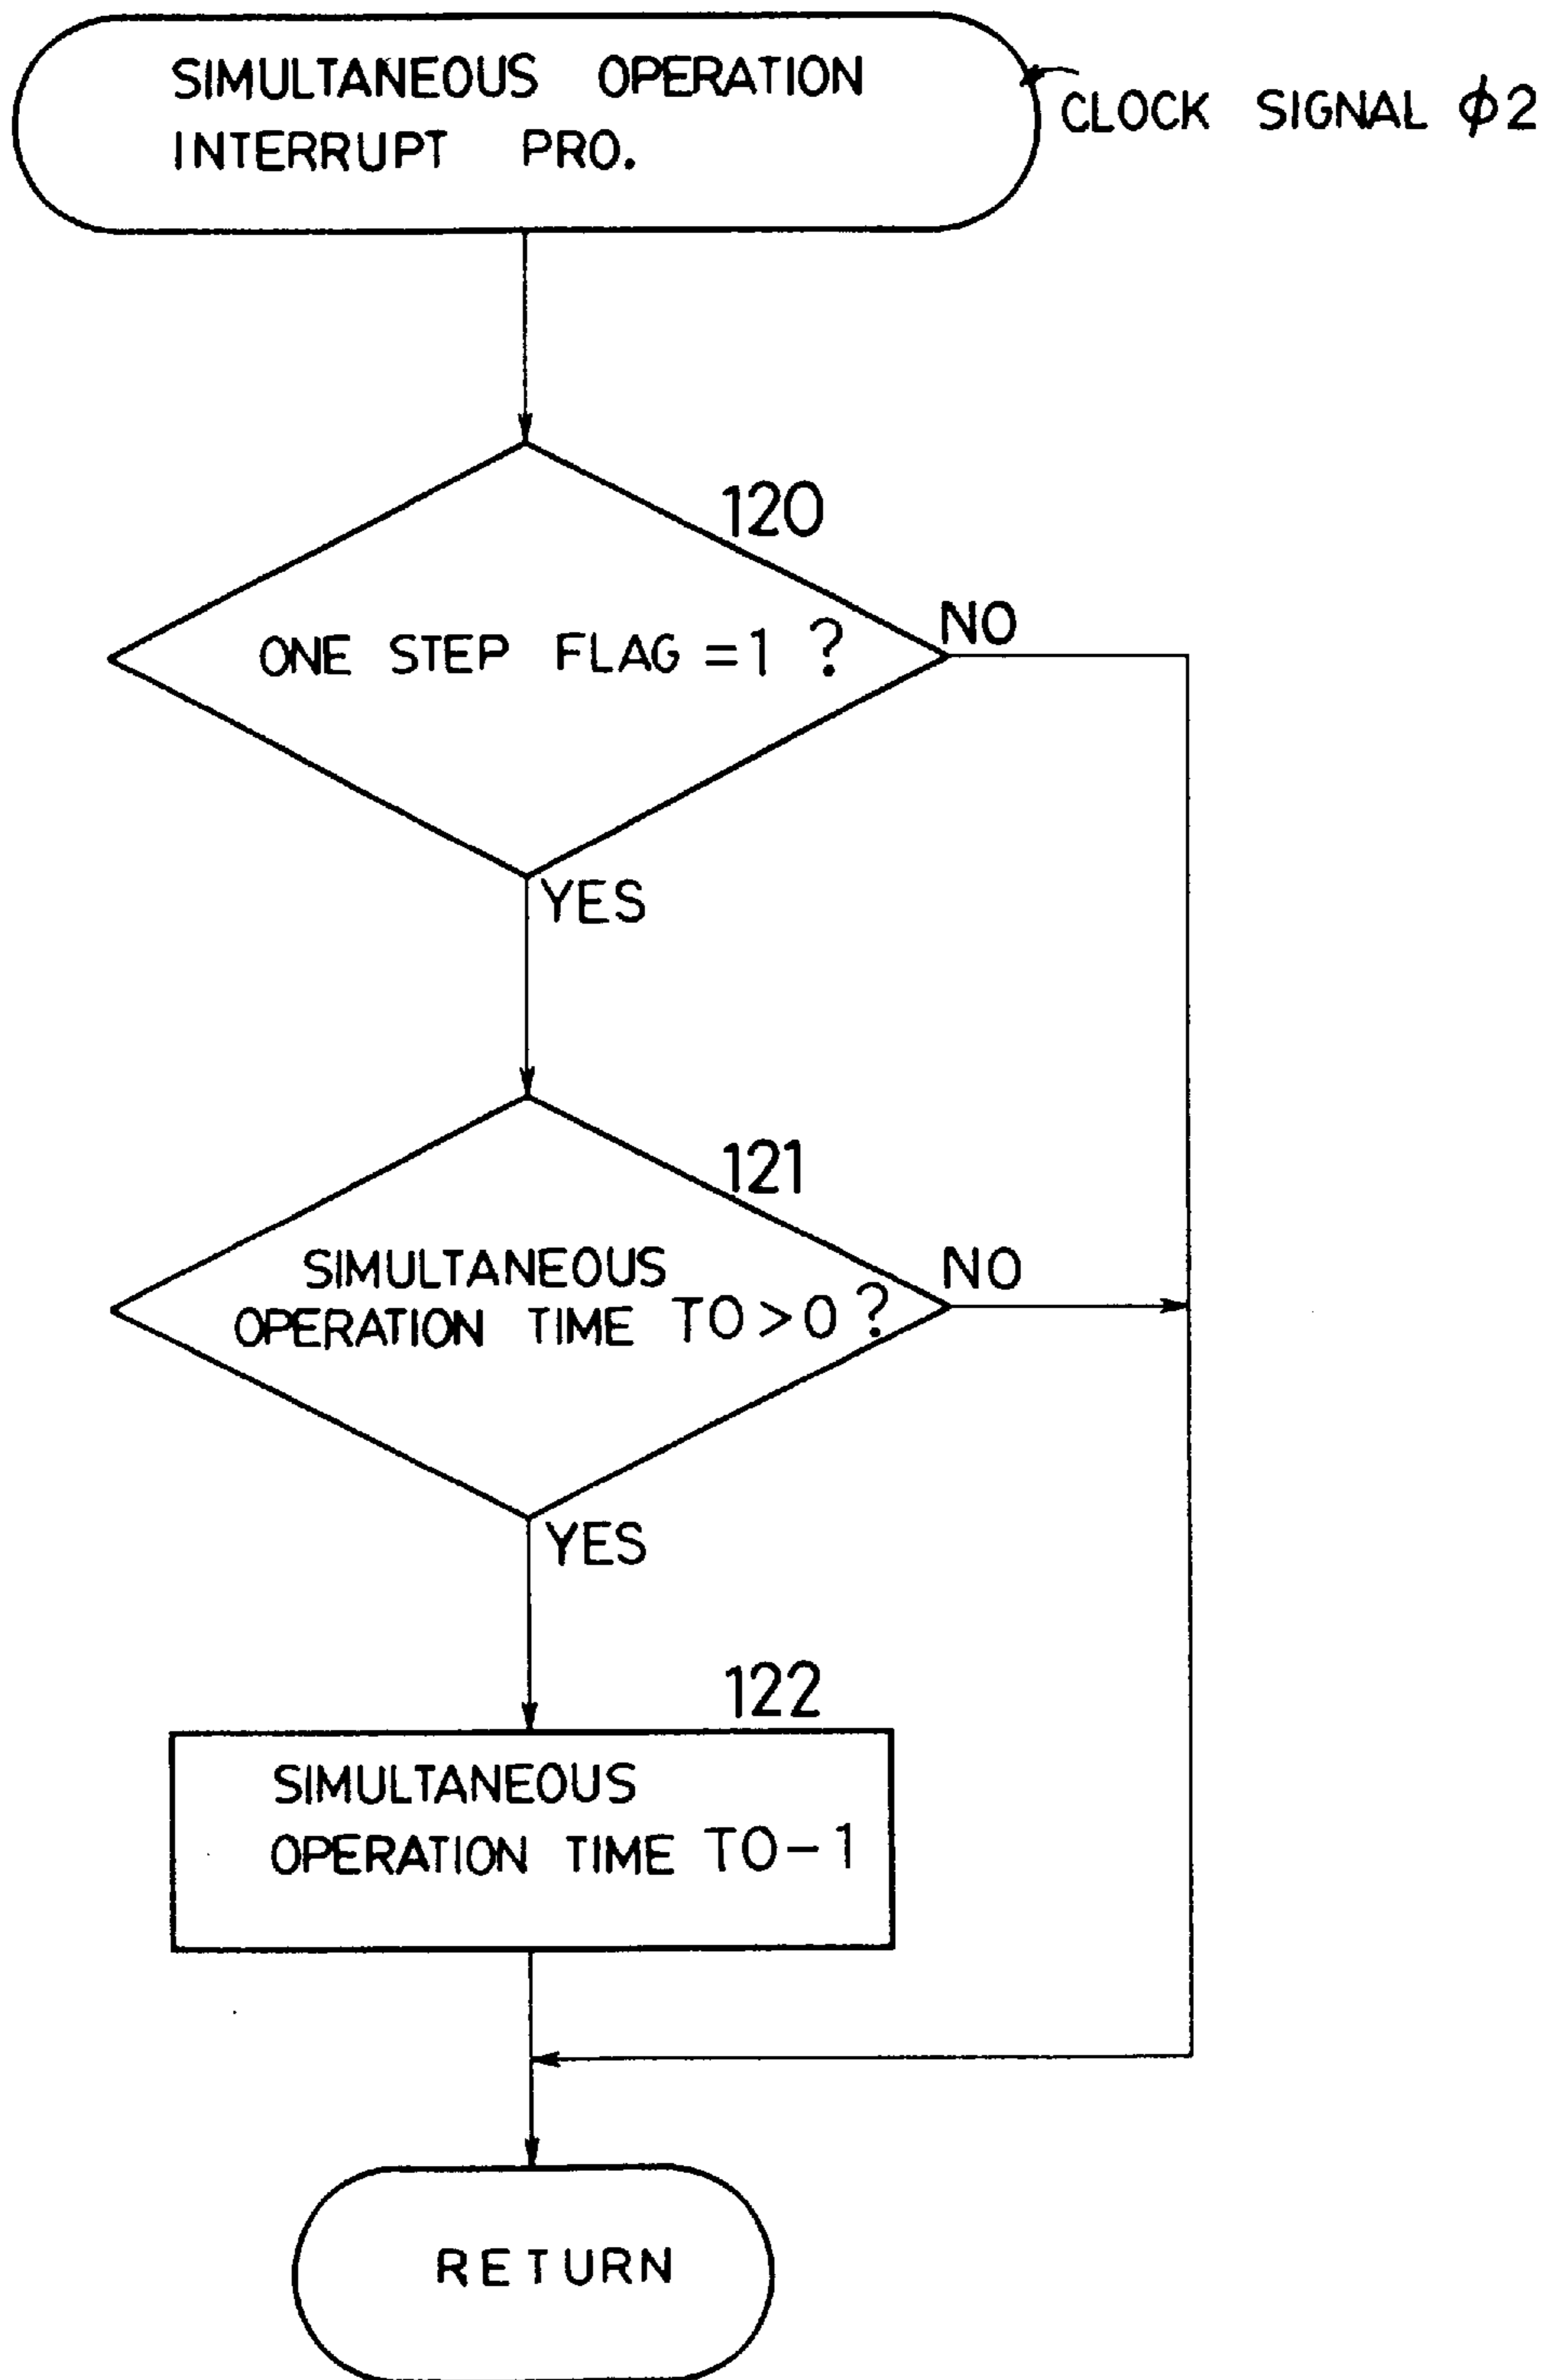 SIMULTANEOUS OPERATION
INTERRUPT PRO.
CLOCK SIGNAL ϕ2
120
ONE STEP FLAG =1 ?
NO
YES
121
SIMULTANEOUS
OPERATION TIME TO>0 ?
NO
YES
122
SIMULTANEOUS
OPERATION TIME TO-1
RETURN